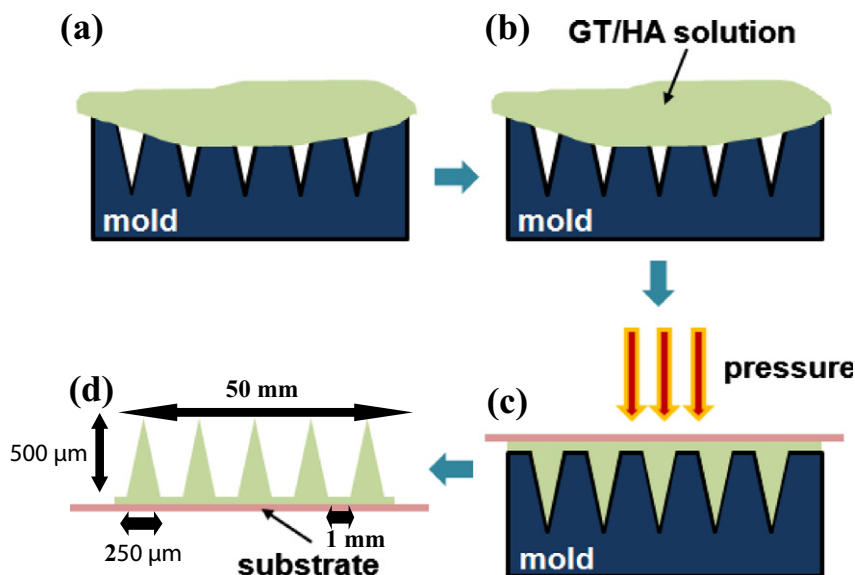 (a)
(b)
GT/HA solution
mold
mold
pressure
(d)
50 mm
(c)
500 µm
250 µm
1 mm
substrate
mold